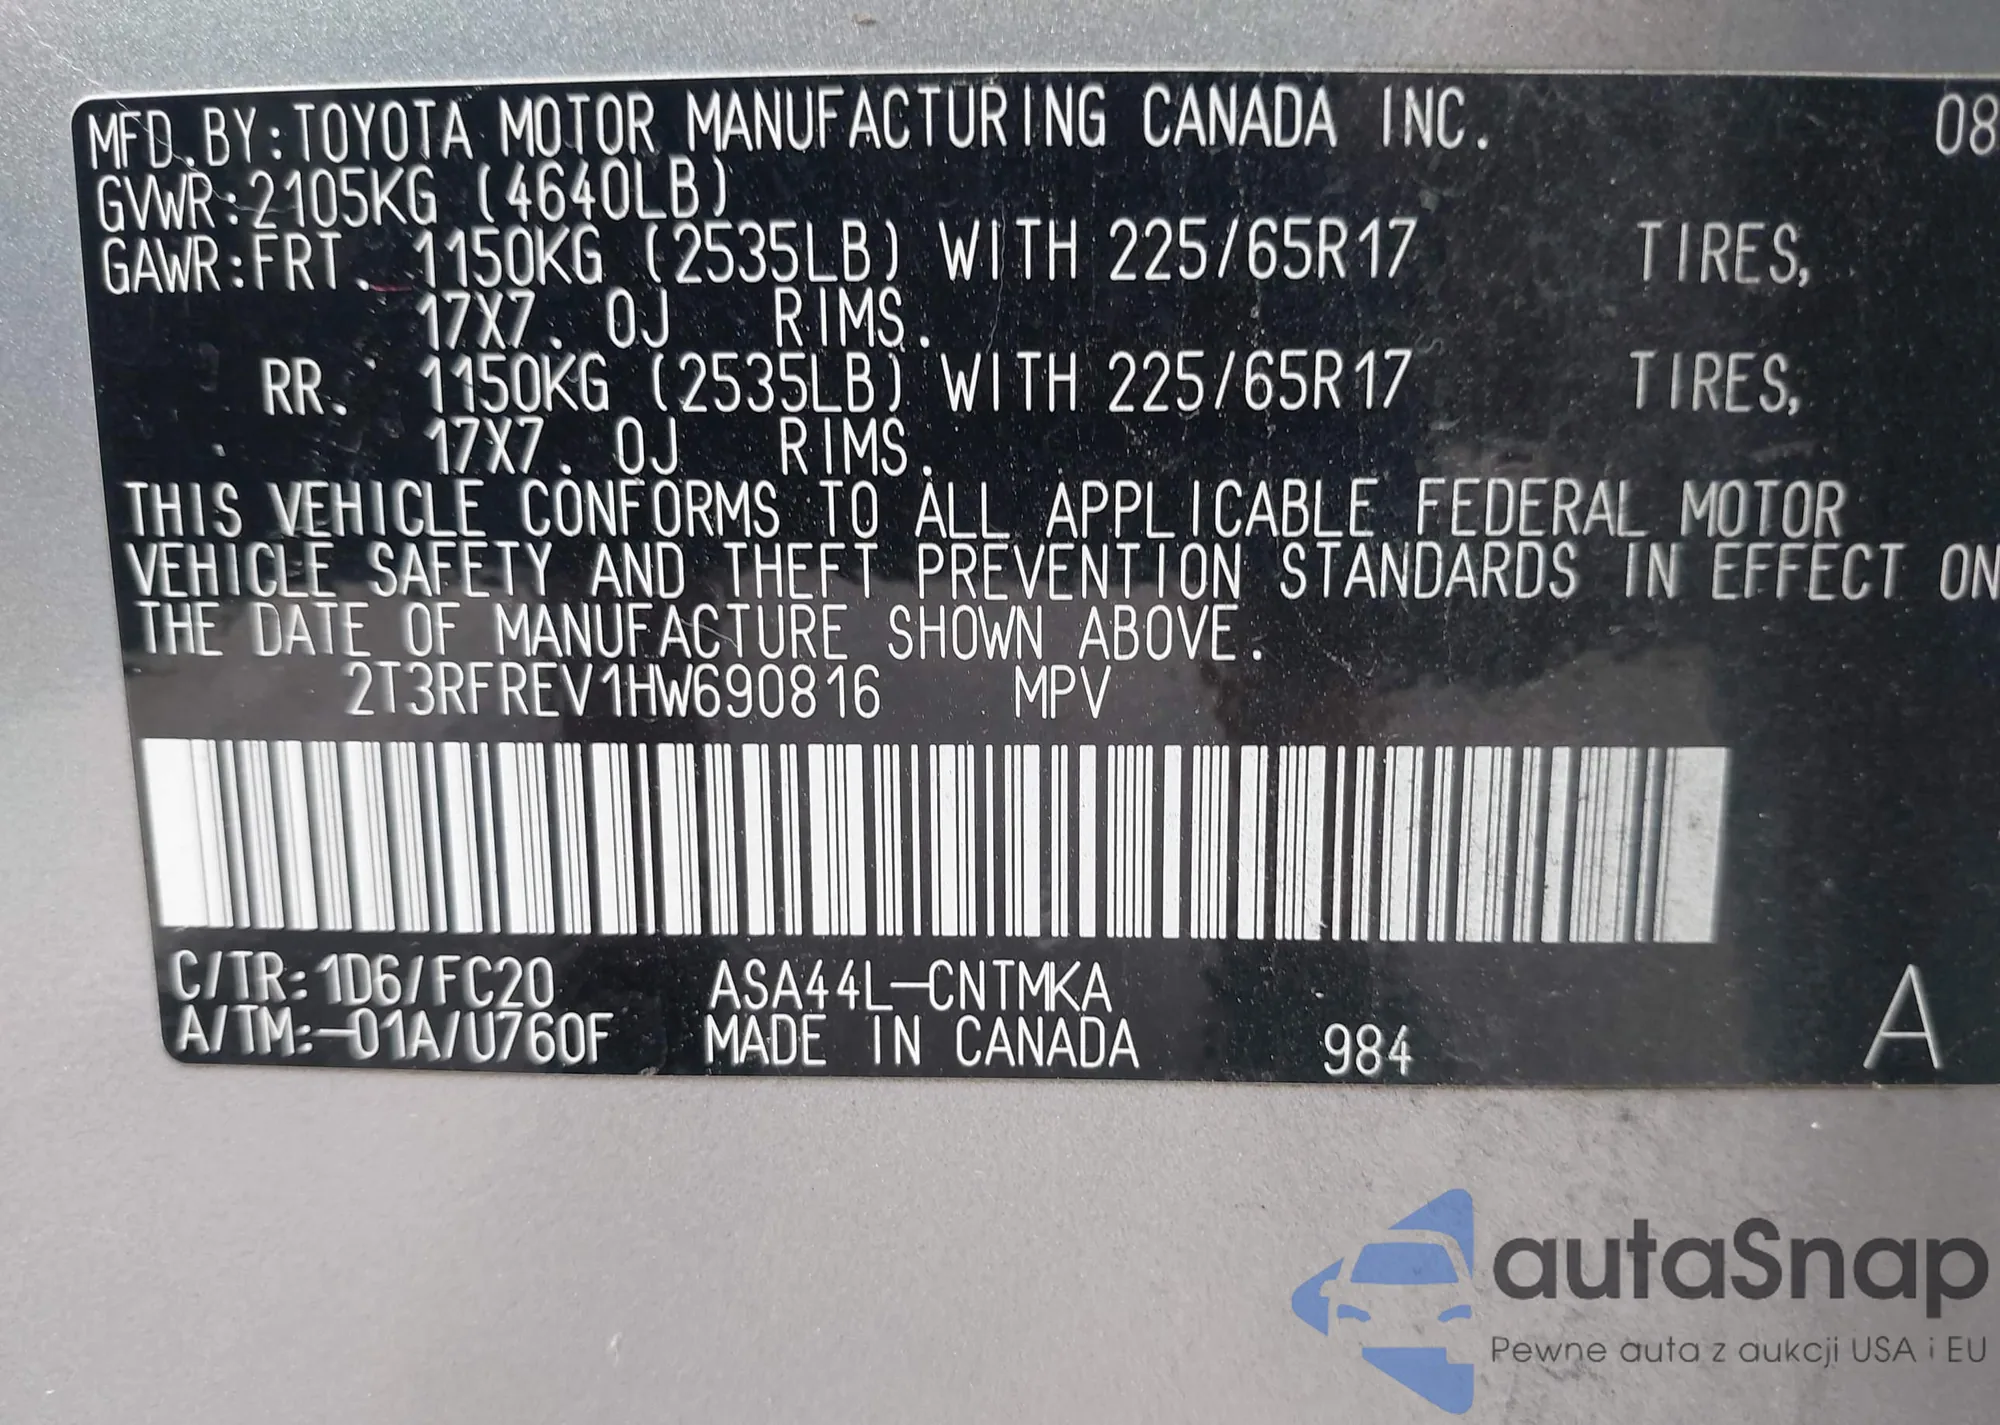 MFD.BY:TOYOTA MOTOR MANUFACTURING CANADA INC. 08
GVWR:2105KG (4640LB)
GAWR:FRT. 1150KG (2535LB) WITH 225/65R17 TIRES,
17X7. 0J RIMS.
RR. 1150KG (2535LB) WITH 225/65R17 TIRES,
17X7. 0J RIMS.
THIS VEHICLE CONFORMS TO ALL APPLICABLE FEDERAL MOTOR
VEHICLE SAFETY AND THEFT PREVENTION STANDARDS IN EFFECT ON
THE DATE OF MANUFACTURE SHOWN ABOVE.
2T3RFREV1HW690816 MPV
C/TR:1D6/FC20 ASA44L-CNTMKA
A/TM:-01A/U760F MADE IN CANADA 984 A
autaSnap
Pewne auta z aukcji USA i EU